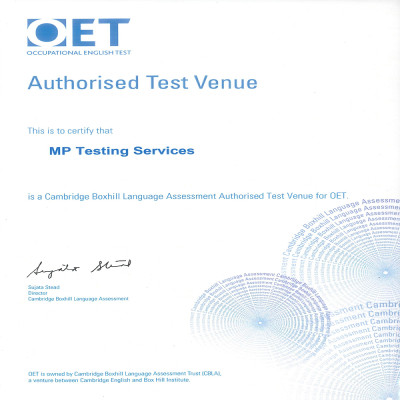 OET
OCCUPATIONAL ENGLISH TEST
Authorised Test Venue
This is to certify that
MP Testing Services
is a Cambridge Boxhill Language Assessment Authorised Test Venue for OET.
Sujata Stead
Director
Cambridge Boxhill Language Assessment
OET is owned by Cambridge Boxhill Language Assessment Trust (CBLA),
a venture between Cambridge English and Box Hill Institute.